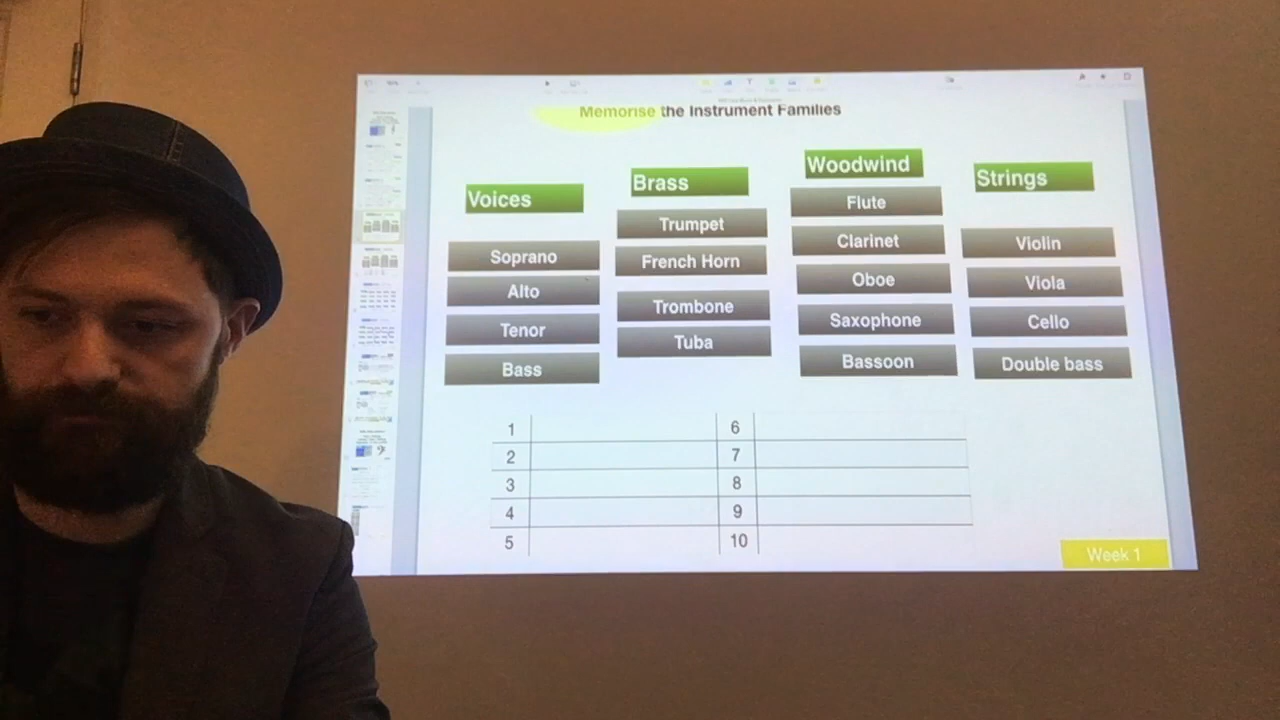 Memorise the Instrument Families
Voices
Soprano
Alto
Tenor
Bass
Brass
Trumpet
French Horn
Trombone
Tuba
Woodwind
Flute
Clarinet
Oboe
Saxophone
Bassoon
Strings
Violin
Viola
Cello
Double bass
1
2
3
4
5
6
7
8
9
10
Week 1